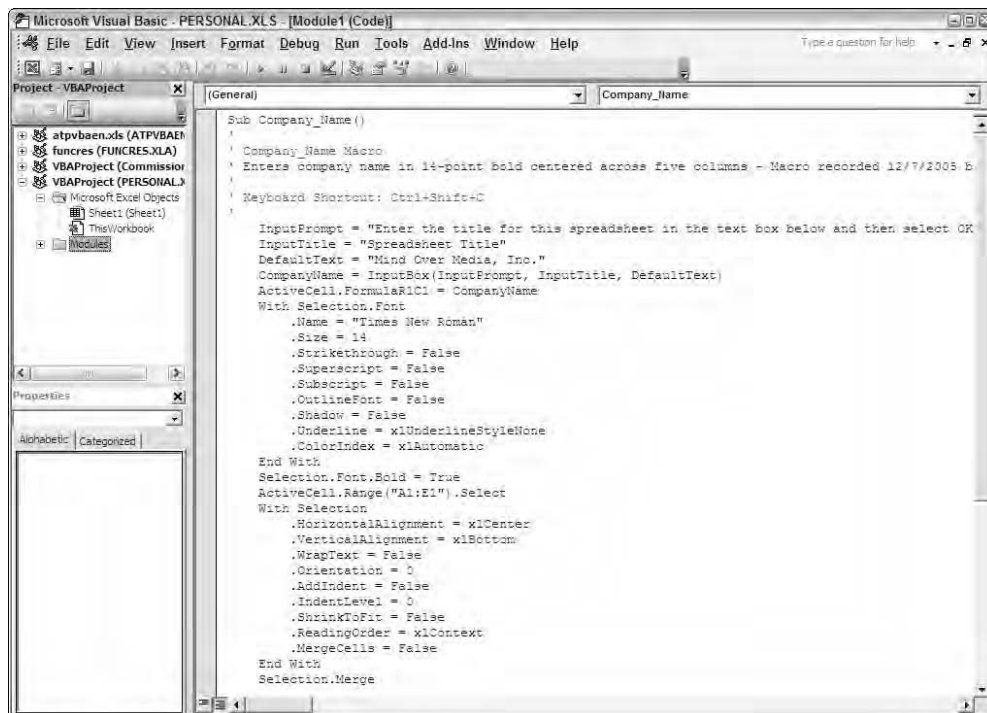 Microsoft Visual Basic - PERSONAL.XLS - [Module1 (Code)]
File Edit View Insert Format Debug Run Tools Add-Ins Window Help
Type a question for help
Project - VBAProject
(General)
Company_Name
atpvbaen.xls (ATPVBAEN
funcres (FUNCRES.XLA)
VBAProject (Commission
VBAProject (PERSONAL.X
Microsoft Excel Objects
Sheet1 (Sheet1)
ThisWorkbook
Modules
Properties
Alphabetic
Categorized
Sub Company_Name()
'
' Company_Name Macro
' Enters company name in 14-point bold centered across five columns - Macro recorded 12/7/2005 b
'
' Keyboard Shortcut: Ctrl+Shift+C
'
InputPrompt = "Enter the title for this spreadsheet in the text box below and then select OK
InputTitle = "Spreadsheet Title"
DefaultText = "Mind Over Media, Inc."
CompanyName = InputBox(InputPrompt, InputTitle, DefaultText)
ActiveCell.FormulaR1C1 = CompanyName
With Selection.Font
.Name = "Times New Roman"
.Size = 14
.Strikethrough = False
.Superscript = False
.Subscript = False
.OutlineFont = False
.Shadow = False
.Underline = xlUnderlineStyleNone
.ColorIndex = xlAutomatic
End With
Selection.Font.Bold = True
ActiveCell.Range("A1:E1").Select
With Selection
.HorizontalAlignment = xlCenter
.VerticalAlignment = xlBottom
.WrapText = False
.Orientation = 0
.AddIndent = False
.IndentLevel = 0
.ShrinkToFit = False
.ReadingOrder = xlContext
.MergeCells = False
End With
Selection.Merge